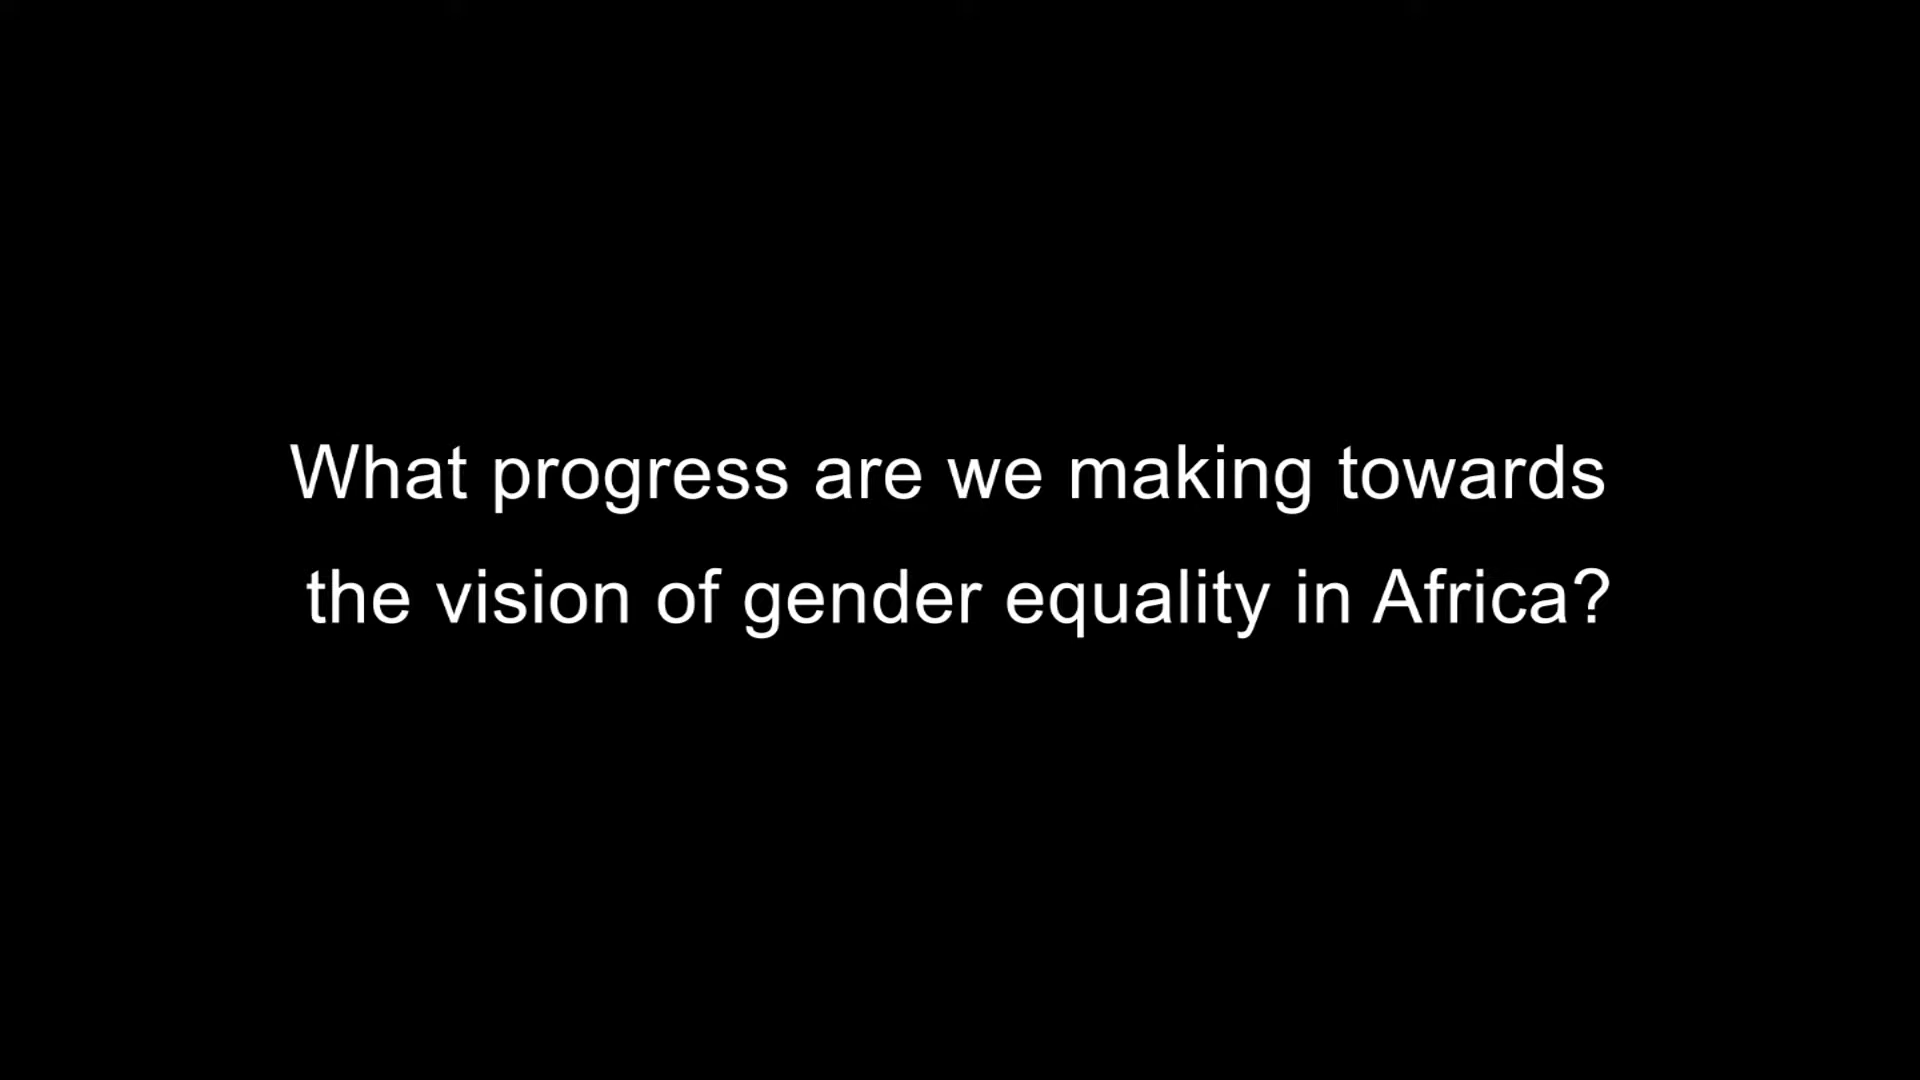 What progress are we making towards
the vision of gender equality in Africa?